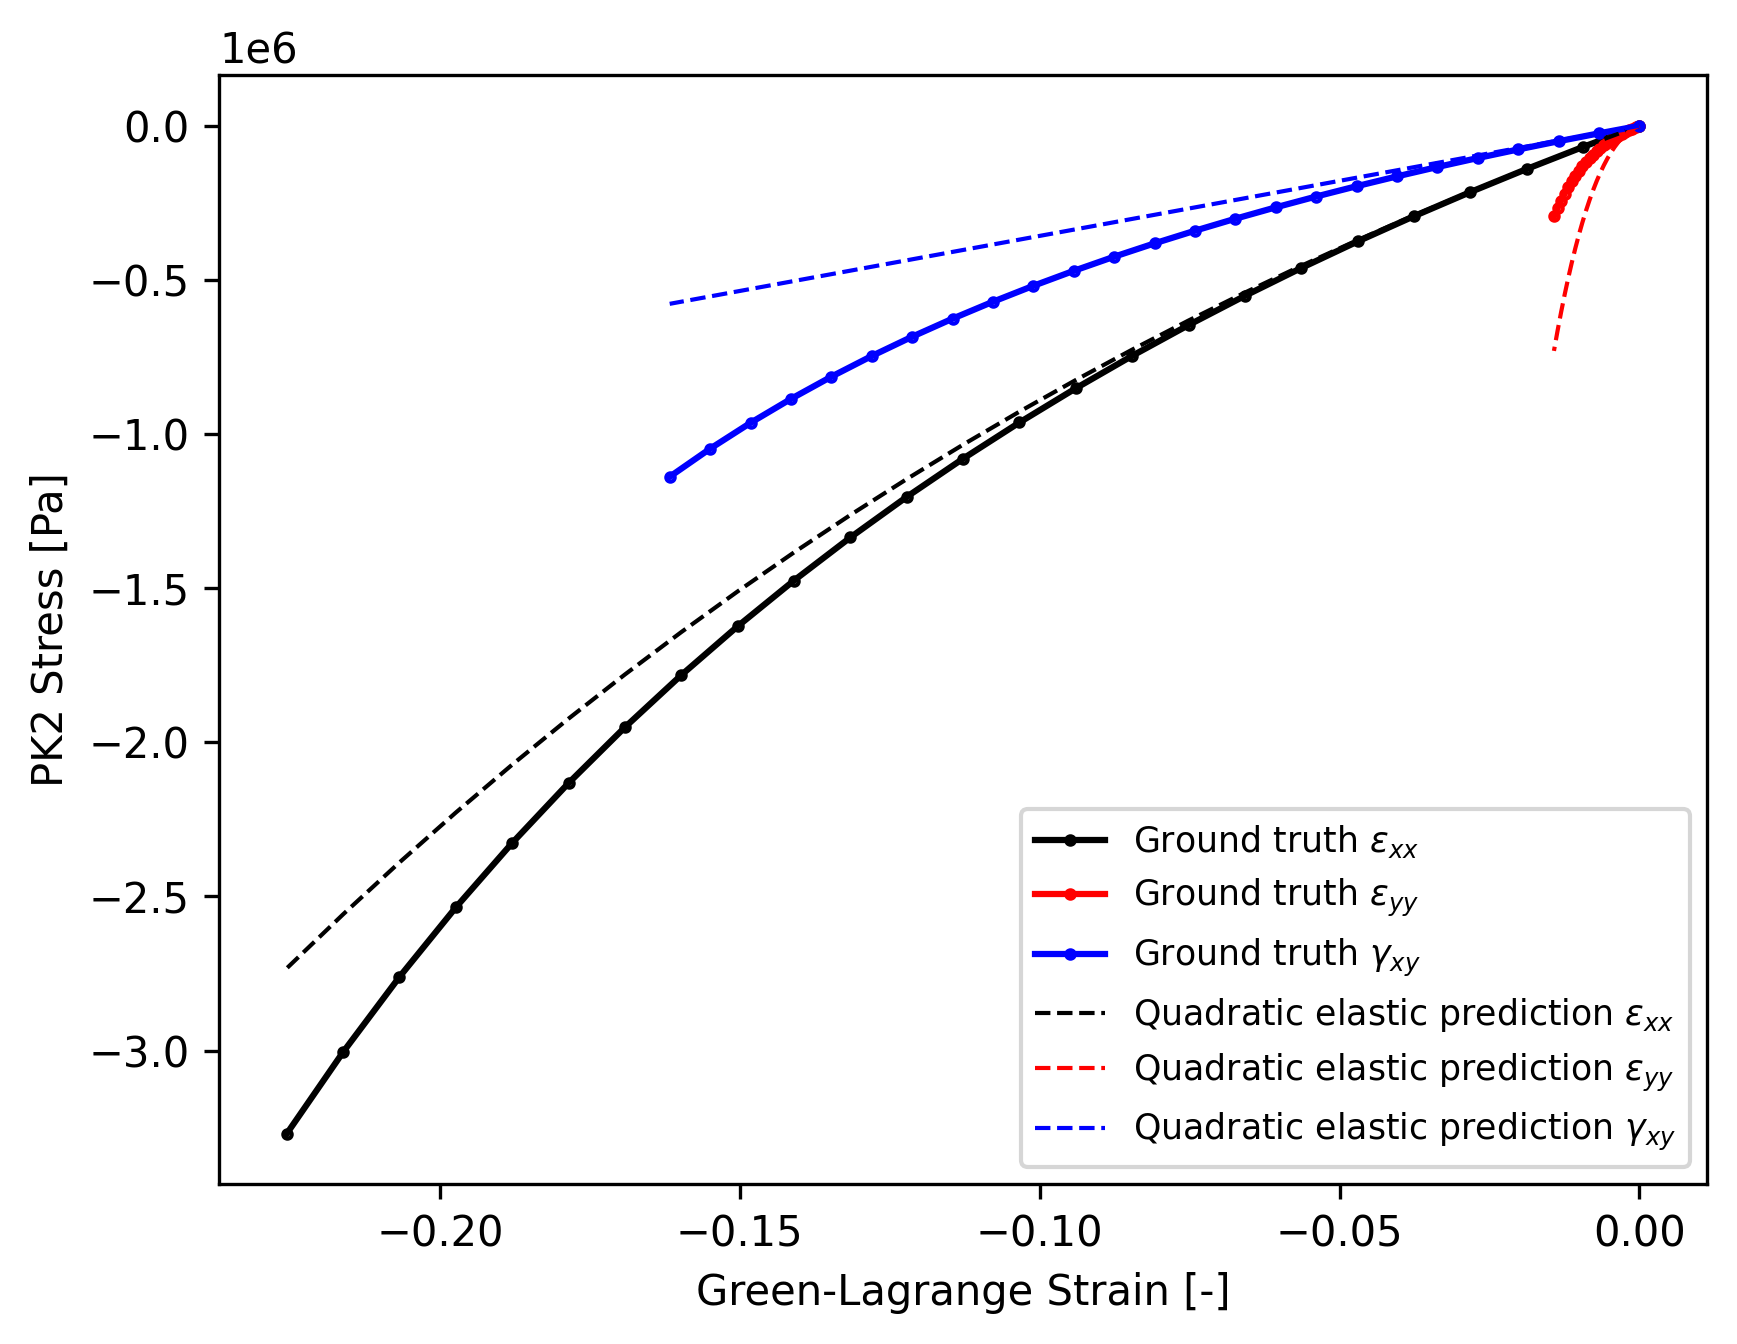 1e6
0.0
−0.5
−1.0
−1.5
−2.0
−2.5
−3.0
PK2 Stress [Pa]
Ground truth εxx
Ground truth εyy
Ground truth γxy
Quadratic elastic prediction εxx
Quadratic elastic prediction εyy
Quadratic elastic prediction γxy
−0.20 −0.15 −0.10 −0.05 0.00
Green-Lagrange Strain [-]